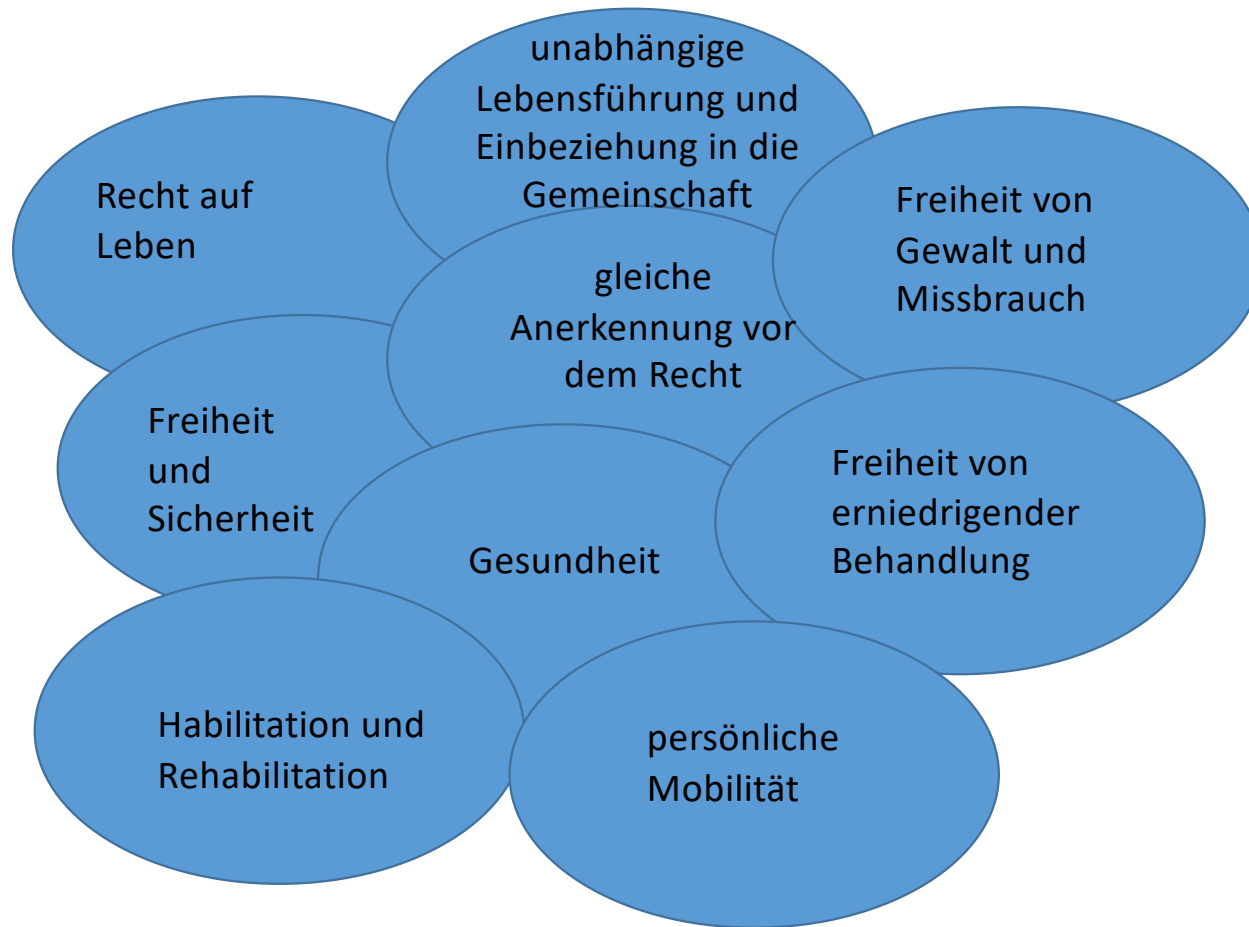 unabhängige
Lebensführung und
Einbeziehung in die
Gemeinschaft
Recht auf
Leben
Freiheit von
Gewalt und
Missbrauch
gleiche
Anerkennung vor
dem Recht
Freiheit
und
Sicherheit
Freiheit von
erniedrigender
Behandlung
Gesundheit
Habilitation und
Rehabilitation
persönliche
Mobilität